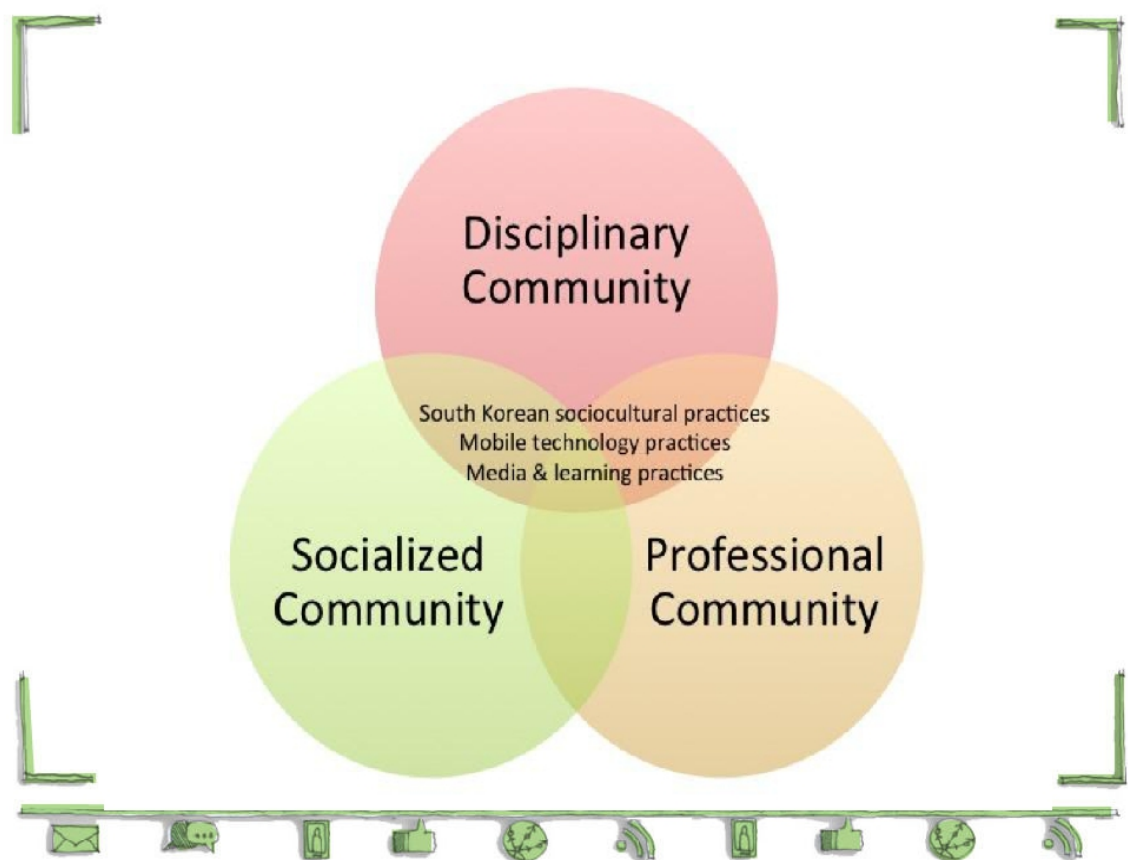 Disciplinary
Community
South Korean sociocultural practices
Mobile technology practices
Media & learning practices
Socialized
Community
Professional
Community